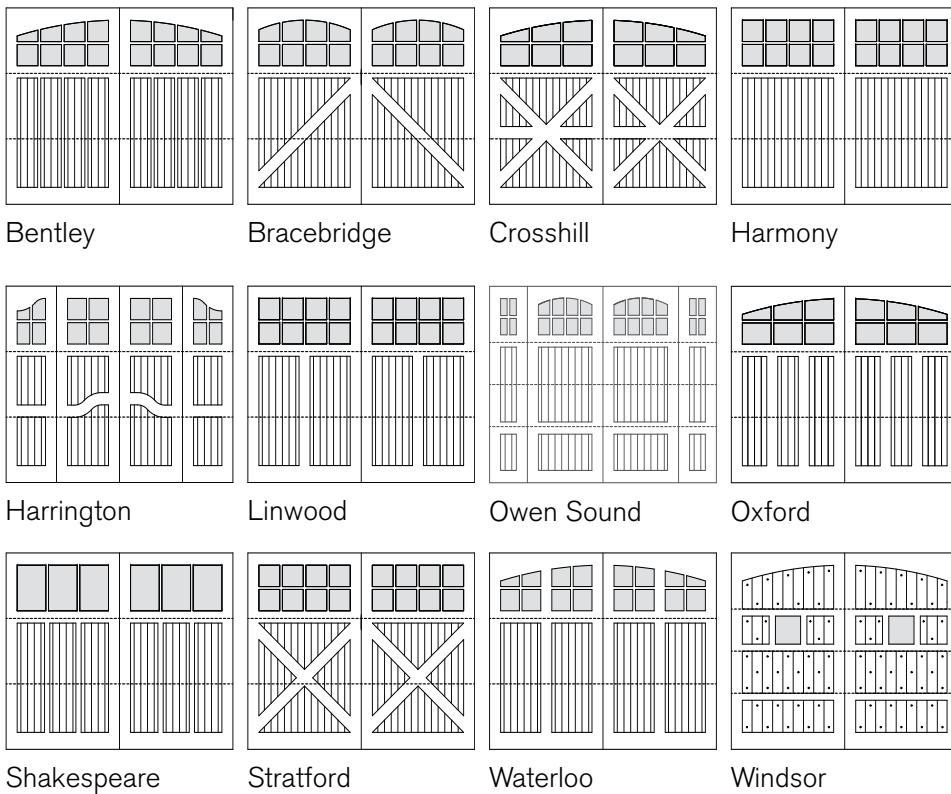 Bentley
Bracebridge
Crosshill
Harmony
Harrington
Linwood
Owen Sound
Oxford
Shakespeare
Stratford
Waterloo
Windsor